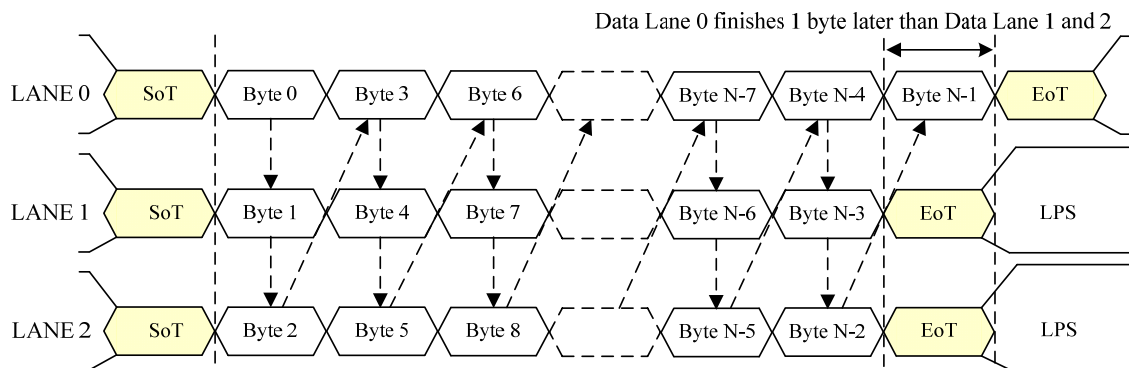 Data Lane 0 finishes 1 byte later than Data Lane 1 and 2
LANE 0 SoT Byte 0 Byte 3 Byte 6 Byte N-7 Byte N-4 Byte N-1 EoT
LANE 1 SoT Byte 1 Byte 4 Byte 7 Byte N-6 Byte N-3 EoT LPS
LANE 2 SoT Byte 2 Byte 5 Byte 8 Byte N-5 Byte N-2 EoT LPS